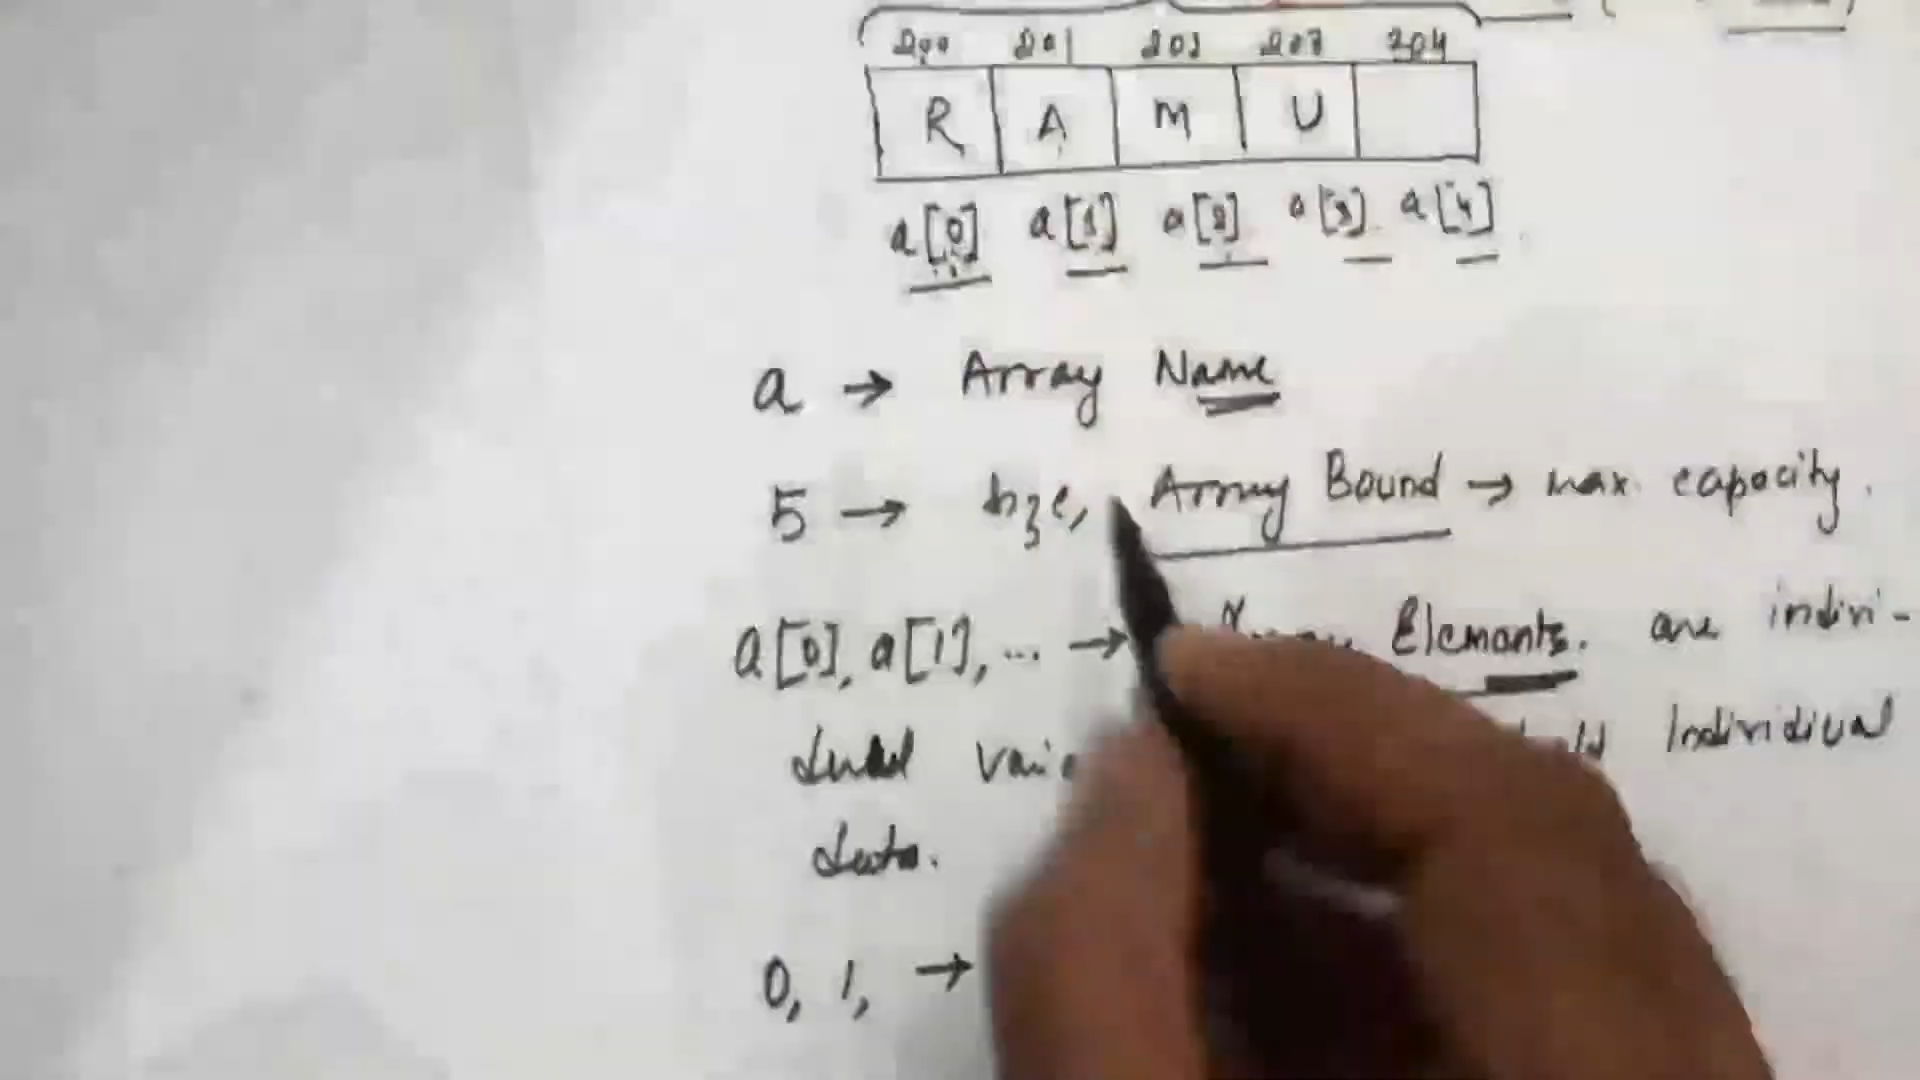 200 201 202 203 204
R A M U
a[0] a[1] a[2] a[3] a[4]
a → Array Name
5 → size, Array Bound → max. capacity.
a[0], a[1], ... → Elements. are indivi-
dual Individual
data.
0, 1, →